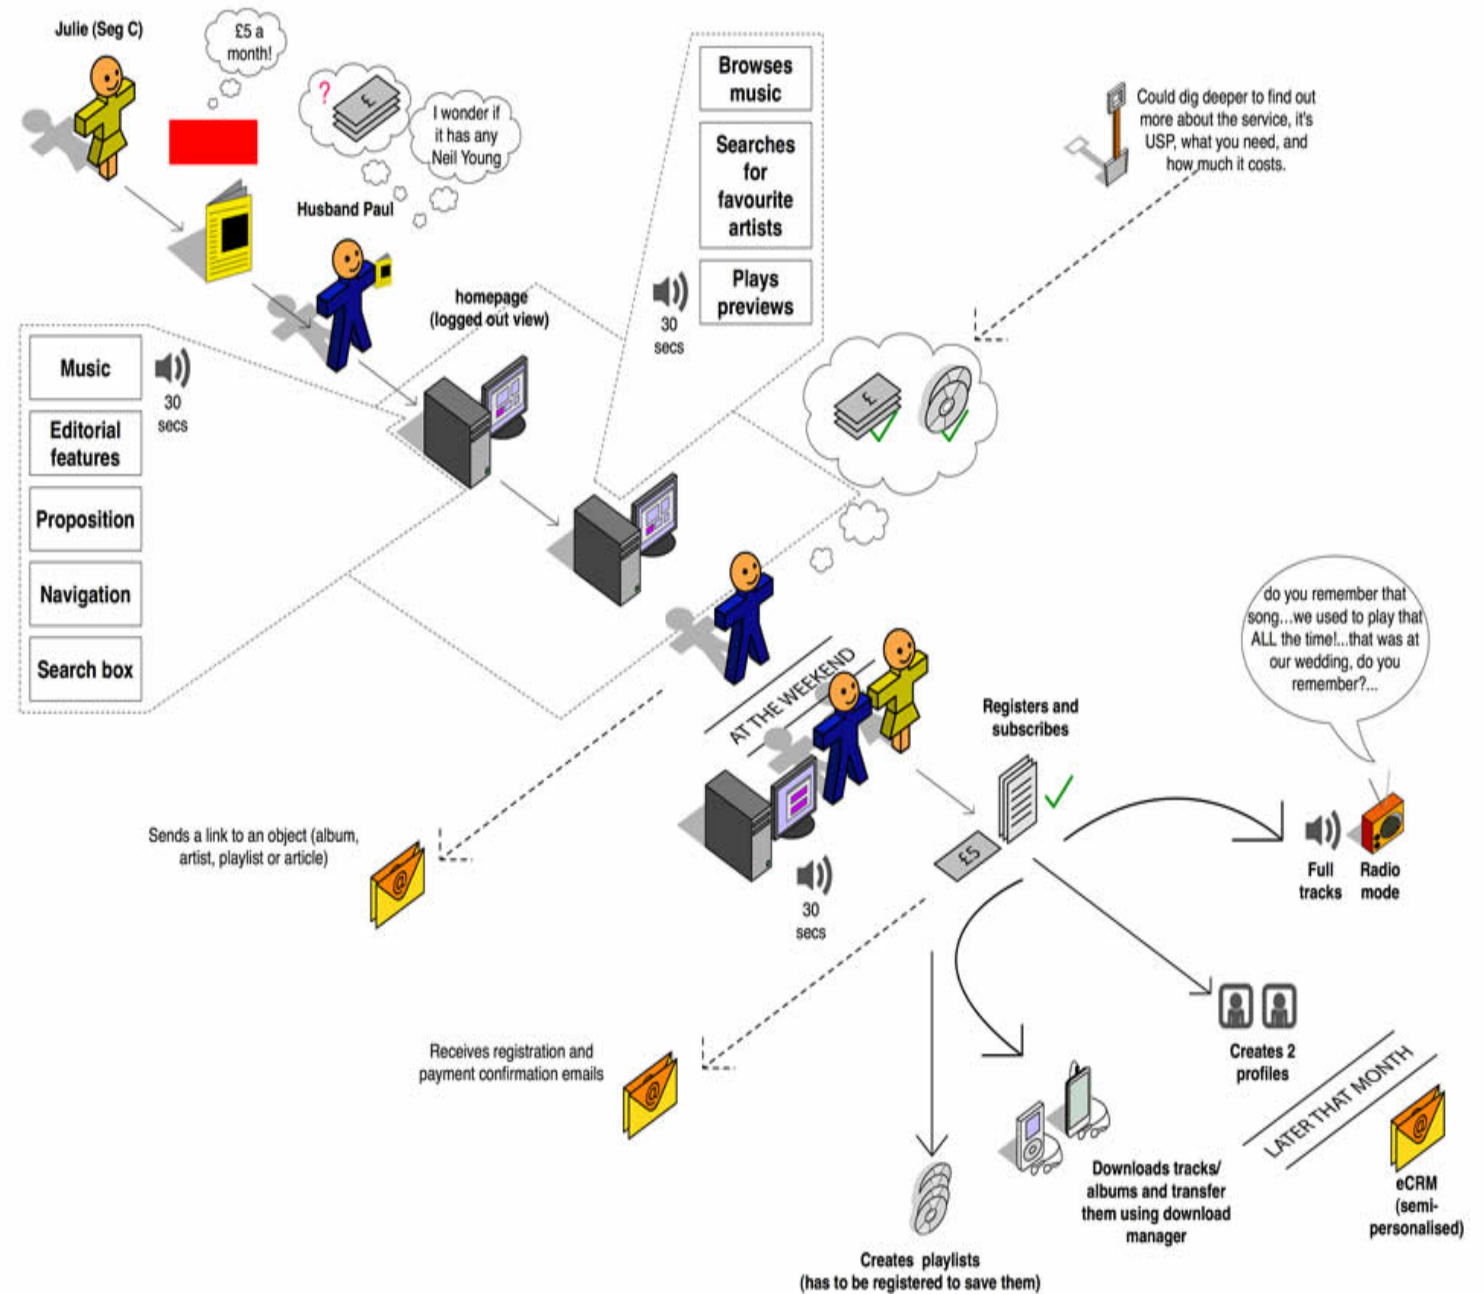 Julie (Seg C)
£5 a
month!
?
£
I wonder if
it has any
Neil Young
Husband Paul
homepage
(logged out view)
Browses
music
Searches
for
favourite
artists
Plays
previews
30
secs
Could dig deeper to find out
more about the service, it's
USP, what you need, and
how much it costs.
Music
30
secs
Editorial
features
Proposition
Navigation
Search box
£
AT THE WEEKEND
30
secs
Registers and
subscribes
£5
do you remember that
song...we used to play that
ALL the time!...that was at
our wedding, do you
remember?...
Full
tracks
Radio
mode
Sends a link to an object (album,
artist, playlist or article)
@
Receives registration and
payment confirmation emails
@
Creates 2
profiles
LATER THAT MONTH
@
eCRM
(semi-
personalised)
Downloads tracks/
albums and transfer
them using download
manager
Creates playlists
(has to be registered to save them)